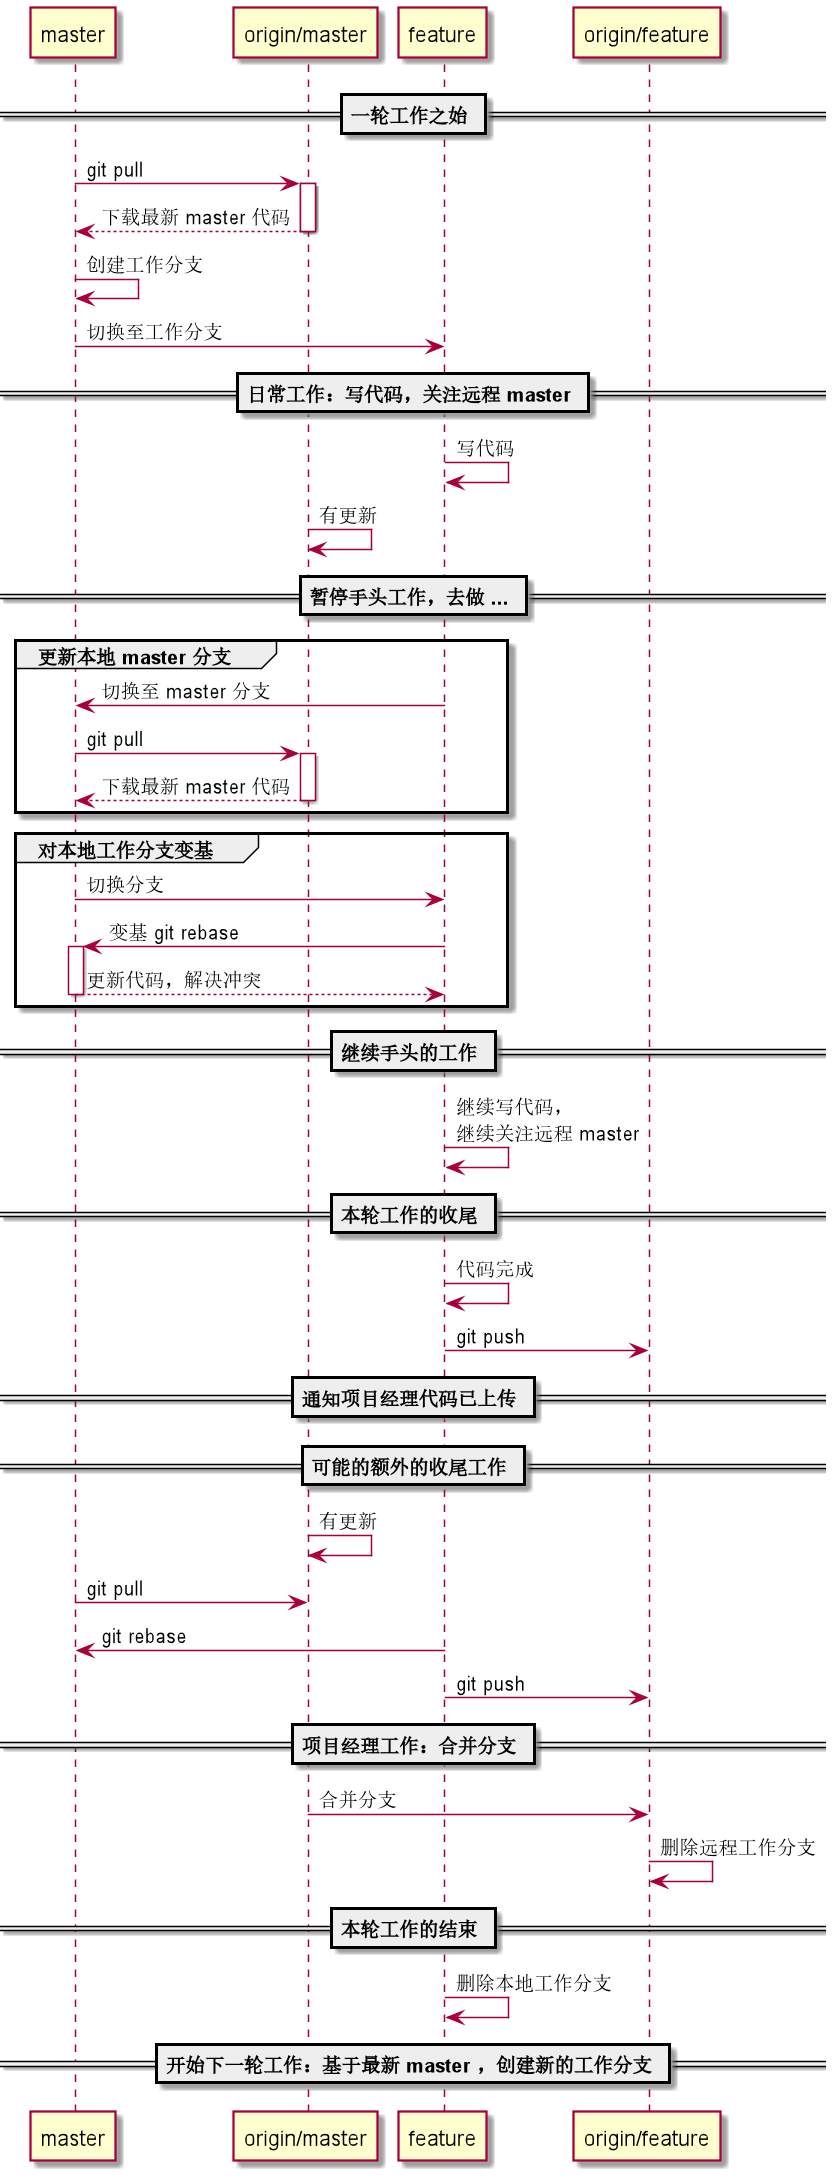 master
origin/master
feature
origin/feature
一轮工作之始
git pull
下载最新 master 代码
创建工作分支
切换至工作分支
日常工作：写代码，关注远程 master
写代码
有更新
暂停手头工作，去做 ...
更新本地 master 分支
切换至 master 分支
git pull
下载最新 master 代码
对本地工作分支变基
切换分支
变基 git rebase
更新代码，解决冲突
继续手头的工作
继续写代码，
继续关注远程 master
本轮工作的收尾
代码完成
git push
通知项目经理代码已上传
可能的额外的收尾工作
有更新
git pull
git rebase
git push
项目经理工作：合并分支
合并分支
删除远程工作分支
本轮工作的结束
删除本地工作分支
开始下一轮工作：基于最新 master ，创建新的工作分支
master
origin/master
feature
origin/feature